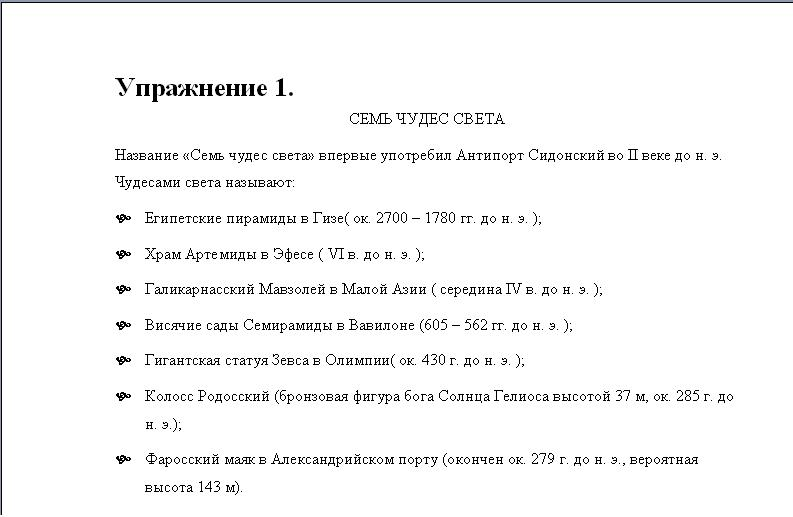 Упражнение 1.
СЕМЬ ЧУДЕС СВЕТА
Название «Семь чудес света» впервые употребил Антипорт Сидонский во II веке до н. э.
Чудесами света называют:
Египетские пирамиды в Гизе( ок. 2700 – 1780 гг. до н. э. );
Храм Артемиды в Эфесе ( VI в. до н. э. );
Галикарнасский Мавзолей в Малой Азии ( середина IV в. до н. э. );
Висячие сады Семирамиды в Вавилоне (605 – 562 гг. до н. э. );
Гигантская статуя Зевса в Олимпии( ок. 430 г. до н. э. );
Колосс Родосский (бронзовая фигура бога Солнца Гелиоса высотой 37 м, ок. 285 г. до
н. э.);
Фаросский маяк в Александрийском порту (окончен ок. 279 г. до н. э., вероятная
высота 143 м).